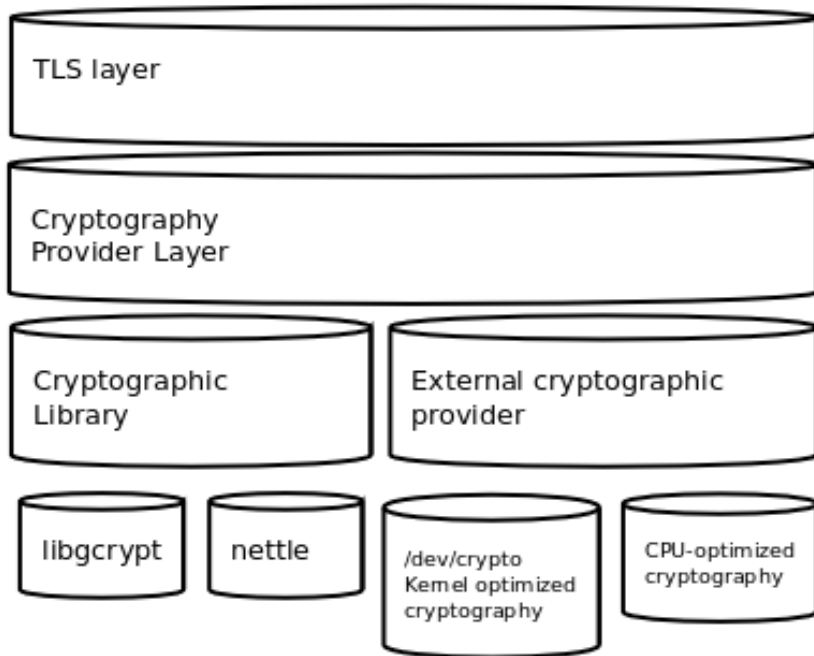 TLS layer
Cryptography
Provider Layer
Cryptographic
Library
External cryptographic
provider
libgcrypt
nettle
/dev/crypto
Kernel optimized
cryptography
CPU-optimized
cryptography